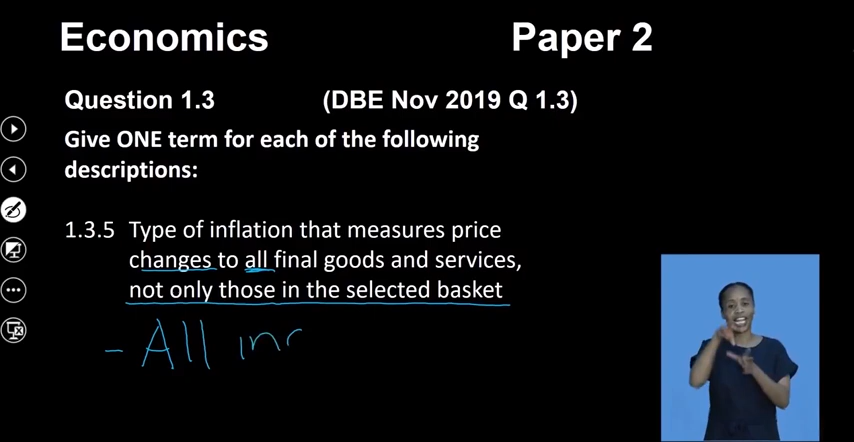 Economics Paper 2
Question 1.3 (DBE Nov 2019 Q 1.3)
Give ONE term for each of the following
descriptions:
1.3.5 Type of inflation that measures price
changes to all final goods and services,
not only those in the selected basket
- All inc